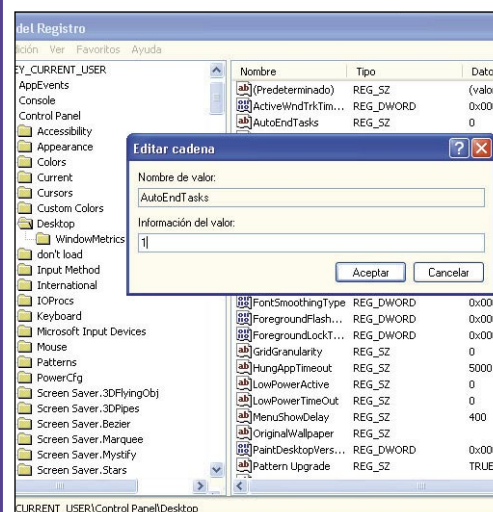 del Registro
dición Ver Favoritos Ayuda
EY_CURRENT_USER
AppEvents
Console
Control Panel
Accessibility
Appearance
Colors
Current
Cursors
Custom Colors
Desktop
WindowMetrics
don't load
Input Method
International
IOProcs
Keyboard
Microsoft Input Devices
Mouse
Patterns
PowerCfg
Screen Saver.3DFlyingObj
Screen Saver.3DPipes
Screen Saver.Bezier
Screen Saver.Marquee
Screen Saver.Mystify
Screen Saver.Stars
Nombre Tipo Dato
(Predeterminado) REG_SZ (valo
ActiveWndTrkTim... REG_DWORD 0x00
AutoEndTasks REG_SZ 0
Editar cadena
Nombre de valor:
AutoEndTasks
Información del valor:
1
Aceptar Cancelar
FontSmoothingType REG_DWORD 0x00
ForegroundFlash... REG_DWORD 0x00
ForegroundLockT... REG_DWORD 0x00
GridGranularity REG_SZ 0
HungAppTimeout REG_SZ 5000
LowPowerActive REG_SZ 0
LowPowerTimeOut REG_SZ 0
MenuShowDelay REG_SZ 400
OriginalWallpaper REG_SZ
PaintDesktopVers... REG_DWORD 0x00
Pattern Upgrade REG_SZ TRUE
CURRENT_USER\Control Panel\Desktop